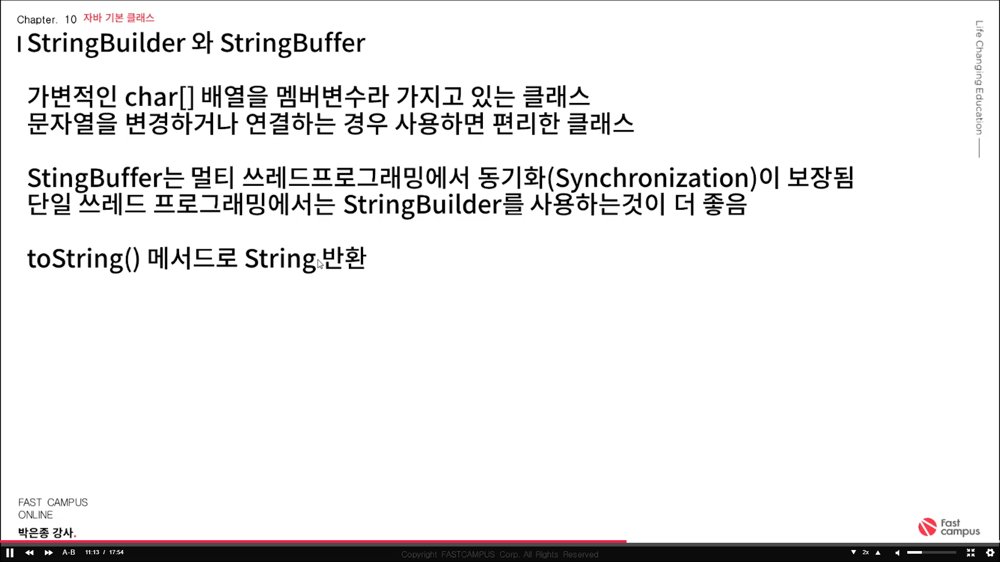 Chapter. 10 자바 기본 클래스
StringBuilder 와 StringBuffer
가변적인 char[] 배열을 멤버변수라 가지고 있는 클래스
문자열을 변경하거나 연결하는 경우 사용하면 편리한 클래스
StingBuffer는 멀티 쓰레드프로그래밍에서 동기화(Synchronization)이 보장됨
단일 쓰레드 프로그래밍에서는 StringBuilder를 사용하는것이 더 좋음
toString() 메서드로 String 반환
Life Changing Education
FAST CAMPUS
ONLINE
박은종 강사.
Fast
campus
A-B 11:13 / 17:54
Copyright FASTCAMPUS Corp. All Rights Reserved
2x